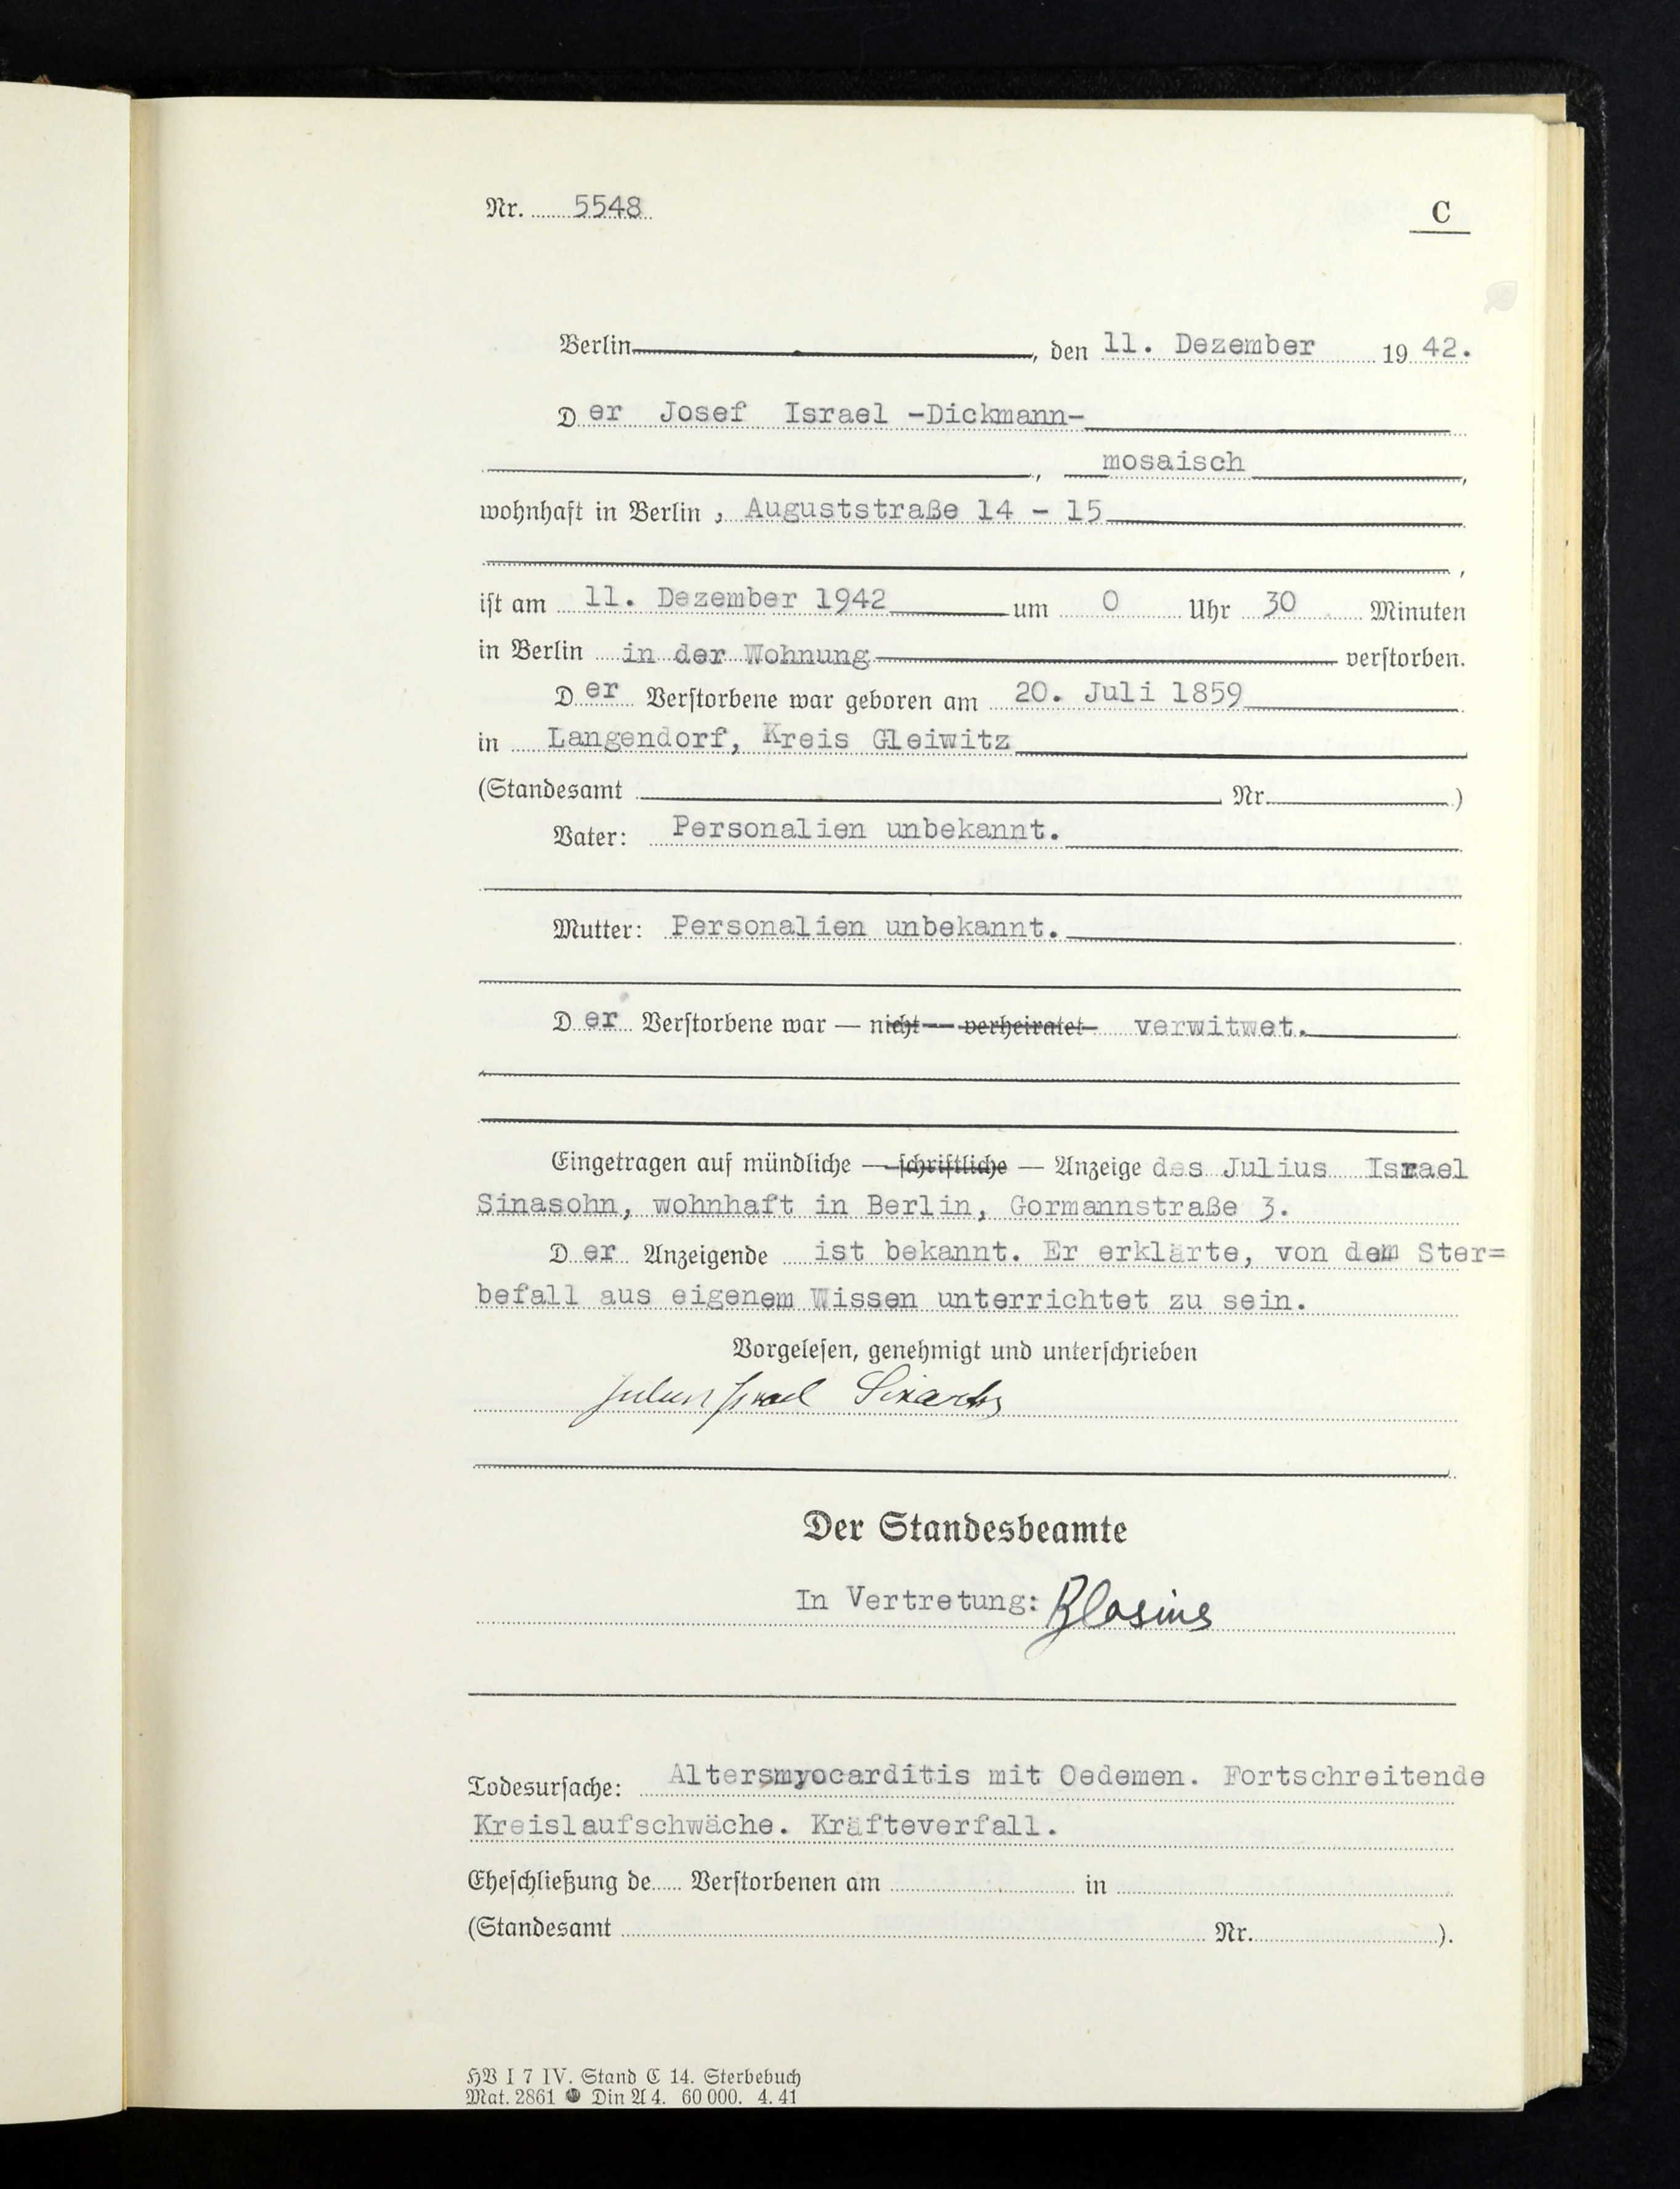 Nr. 5548 C
Berlin, den 11. Dezember 1942.
Der Josef Israel -Dickmann-
, mosaisch,
wohnhaft in Berlin, Auguststraße 14 - 15
,
ist am 11. Dezember 1942 um 0 Uhr 30 Minuten
in Berlin in der Wohnung verstorben.
Der Verstorbene war geboren am 20. Juli 1859
in Langendorf, Kreis Gleiwitz
(Standesamt Nr. )
Vater: Personalien unbekannt.
Mutter: Personalien unbekannt.
Der Verstorbene war — nicht — verheiratet verwitwet.
Eingetragen auf mündliche — schriftliche — Anzeige des Julius Israel
Sinasohn, wohnhaft in Berlin, Gormannstraße 3.
Der Anzeigende ist bekannt. Er erklärte, von dem Ster=
befall aus eigenem Wissen unterrichtet zu sein.
Vorgelesen, genehmigt und unterschrieben
Julius Israel Sinasohn
Der Standesbeamte
In Vertretung: Blasius
Todesursache: Altersmyocarditis mit Oedemen. Fortschreitende
Kreislaufschwäche. Kräfteverfall.
Eheschließung de Verstorbenen am in
(Standesamt Nr. ).
HB I 7 IV. Stand C 14. Sterbebuch
Mat. 2861 Din A 4. 60 000. 4. 41